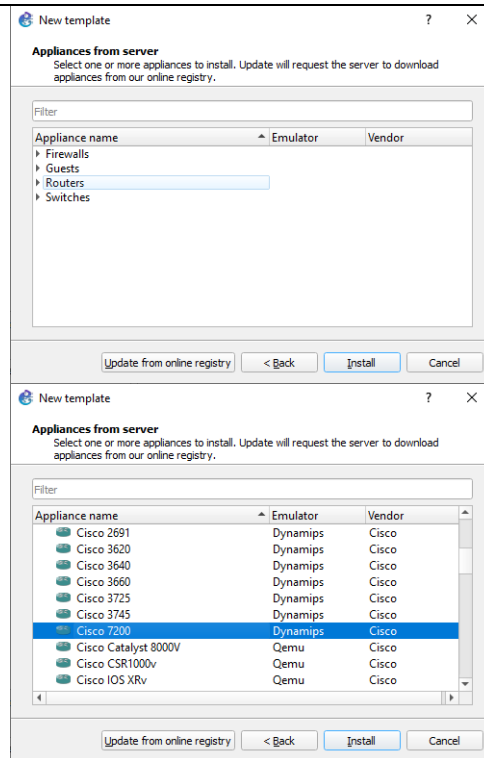 New template
?
Appliances from server
Select one or more appliances to install. Update will request the server to download
appliances from our online registry.
Filter
Appliance name Emulator Vendor
Firewalls
Guests
Routers
Switches
Update from online registry < Back Install Cancel
New template
?
Appliances from server
Select one or more appliances to install. Update will request the server to download
appliances from our online registry.
Filter
Appliance name Emulator Vendor
Cisco 2691 Dynamips Cisco
Cisco 3620 Dynamips Cisco
Cisco 3640 Dynamips Cisco
Cisco 3660 Dynamips Cisco
Cisco 3725 Dynamips Cisco
Cisco 3745 Dynamips Cisco
Cisco 7200 Dynamips Cisco
Cisco Catalyst 8000V Qemu Cisco
Cisco CSR1000v Qemu Cisco
Cisco IOS XRv Qemu Cisco
Update from online registry < Back Install Cancel